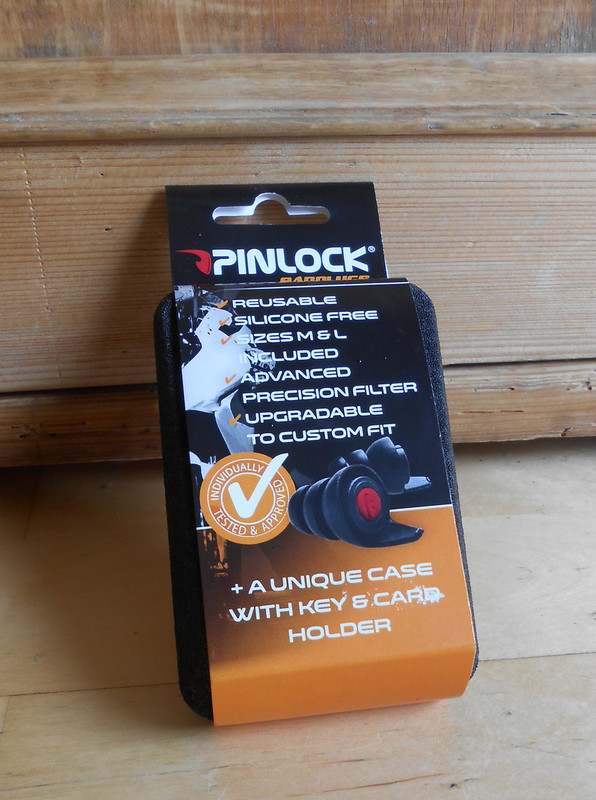 PINLOCK®
EARPLUGS
REUSABLE
SILICONE FREE
SIZES M & L
INCLUDED
ADVANCED
PRECISION FILTER
UPGRADABLE
TO CUSTOM FIT
INDIVIDUALLY
TESTED & APPROVED
+ A UNIQUE CASE
WITH KEY & CARD
HOLDER